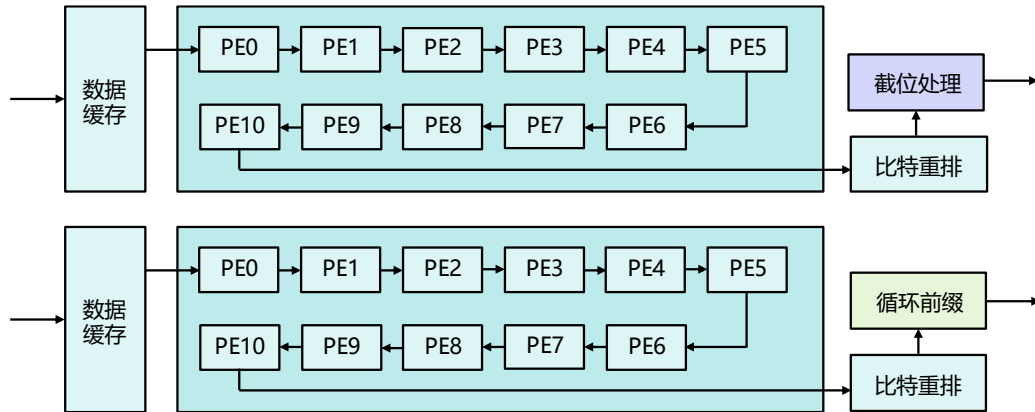 数据
缓存
PE0
PE1
PE2
PE3
PE4
PE5
PE10
PE9
PE8
PE7
PE6
截位处理
比特重排
数据
缓存
PE0
PE1
PE2
PE3
PE4
PE5
PE10
PE9
PE8
PE7
PE6
循环前缀
比特重排